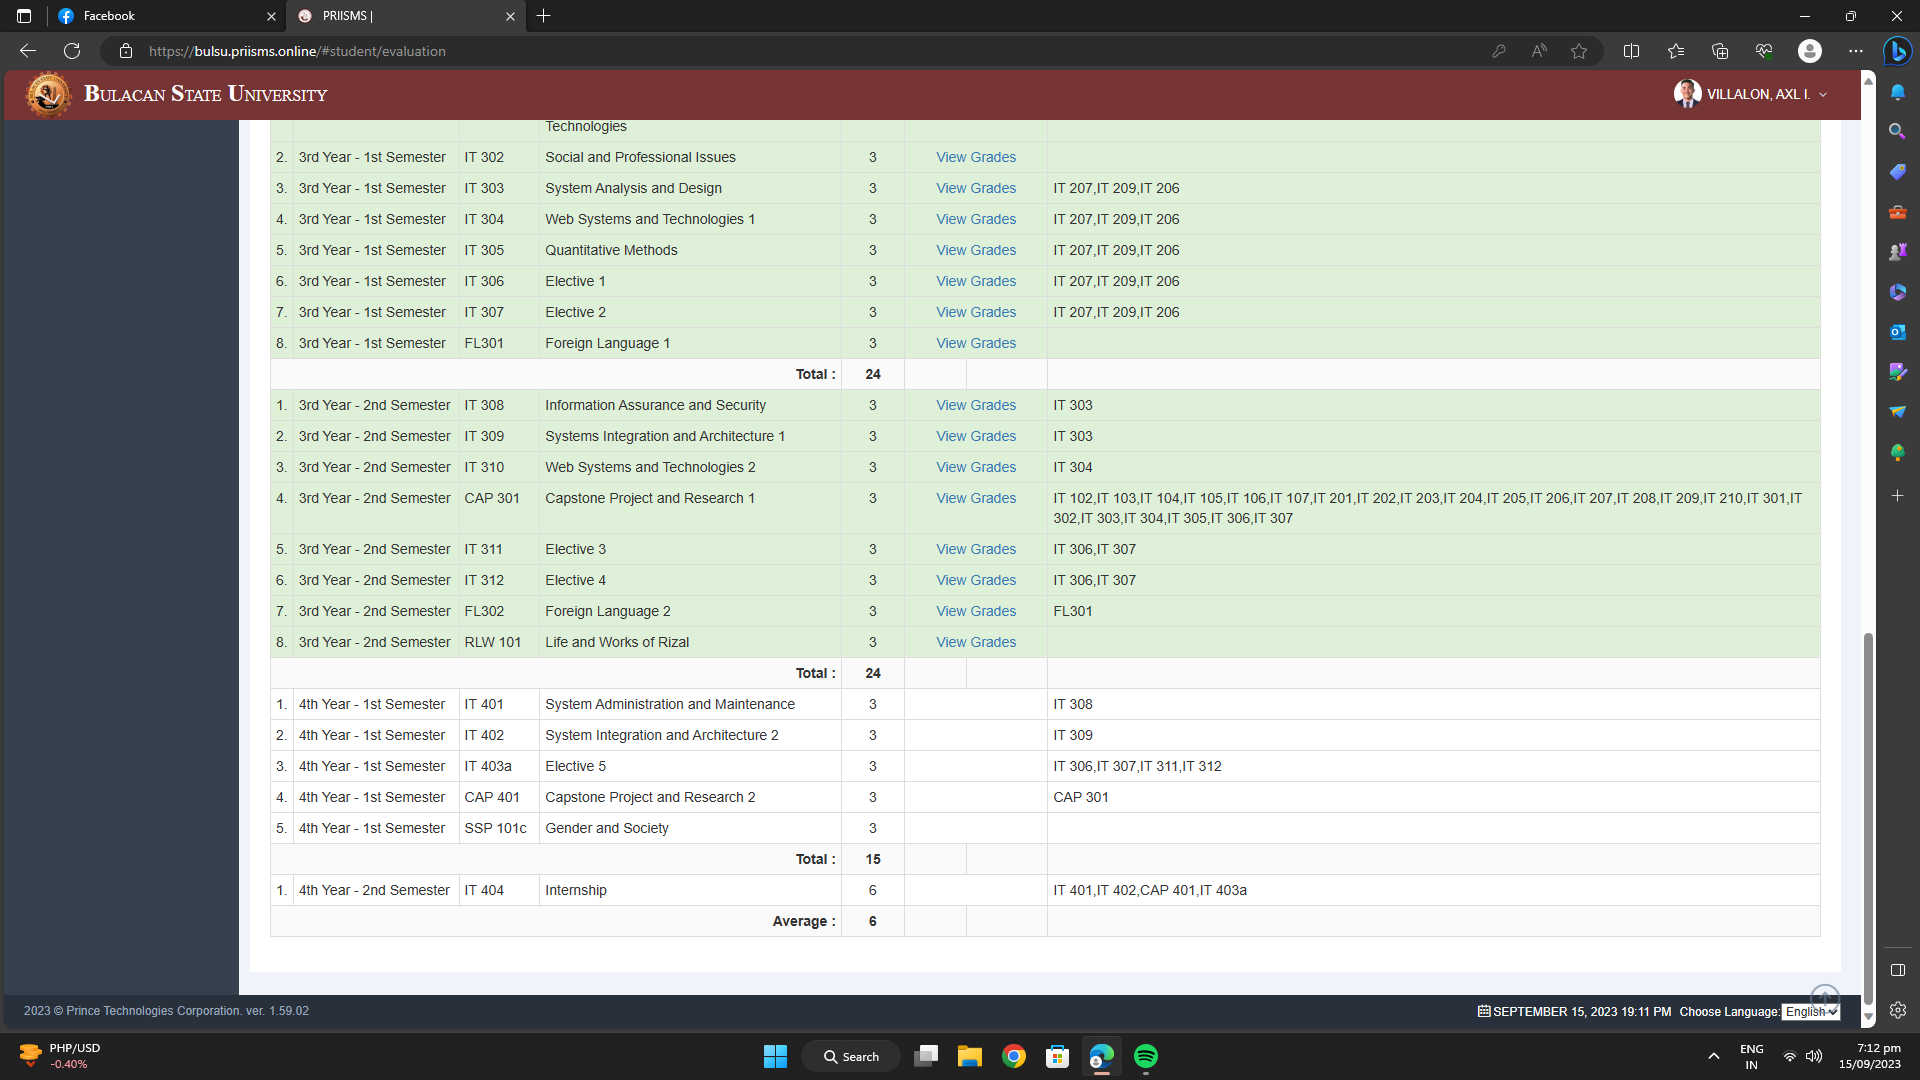 Facebook
PRIISMS |
https://bulsu.priisms.online/#student/evaluation
BULACAN STATE UNIVERSITY
VILLALON, AXL I.
Technologies
2. 3rd Year - 1st Semester IT 302 Social and Professional Issues 3 View Grades
3. 3rd Year - 1st Semester IT 303 System Analysis and Design 3 View Grades IT 207,IT 209,IT 206
4. 3rd Year - 1st Semester IT 304 Web Systems and Technologies 1 3 View Grades IT 207,IT 209,IT 206
5. 3rd Year - 1st Semester IT 305 Quantitative Methods 3 View Grades IT 207,IT 209,IT 206
6. 3rd Year - 1st Semester IT 306 Elective 1 3 View Grades IT 207,IT 209,IT 206
7. 3rd Year - 1st Semester IT 307 Elective 2 3 View Grades IT 207,IT 209,IT 206
8. 3rd Year - 1st Semester FL301 Foreign Language 1 3 View Grades
Total : 24
1. 3rd Year - 2nd Semester IT 308 Information Assurance and Security 3 View Grades IT 303
2. 3rd Year - 2nd Semester IT 309 Systems Integration and Architecture 1 3 View Grades IT 303
3. 3rd Year - 2nd Semester IT 310 Web Systems and Technologies 2 3 View Grades IT 304
4. 3rd Year - 2nd Semester CAP 301 Capstone Project and Research 1 3 View Grades IT 102,IT 103,IT 104,IT 105,IT 106,IT 107,IT 201,IT 202,IT 203,IT 204,IT 205,IT 206,IT 207,IT 208,IT 209,IT 210,IT 301,IT
302,IT 303,IT 304,IT 305,IT 306,IT 307
5. 3rd Year - 2nd Semester IT 311 Elective 3 3 View Grades IT 306,IT 307
6. 3rd Year - 2nd Semester IT 312 Elective 4 3 View Grades IT 306,IT 307
7. 3rd Year - 2nd Semester FL302 Foreign Language 2 3 View Grades FL301
8. 3rd Year - 2nd Semester RLW 101 Life and Works of Rizal 3 View Grades
Total : 24
1. 4th Year - 1st Semester IT 401 System Administration and Maintenance 3 IT 308
2. 4th Year - 1st Semester IT 402 System Integration and Architecture 2 3 IT 309
3. 4th Year - 1st Semester IT 403a Elective 5 3 IT 306,IT 307,IT 311,IT 312
4. 4th Year - 1st Semester CAP 401 Capstone Project and Research 2 3 CAP 301
5. 4th Year - 1st Semester SSP 101c Gender and Society 3
Total : 15
1. 4th Year - 2nd Semester IT 404 Internship 6 IT 401,IT 402,CAP 401,IT 403a
Average : 6
2023 © Prince Technologies Corporation. ver. 1.59.02
SEPTEMBER 15, 2023 19:11 PM Choose Language: English
PHP/USD
-0.40%
Search
ENG
IN
7:12 pm
15/09/2023